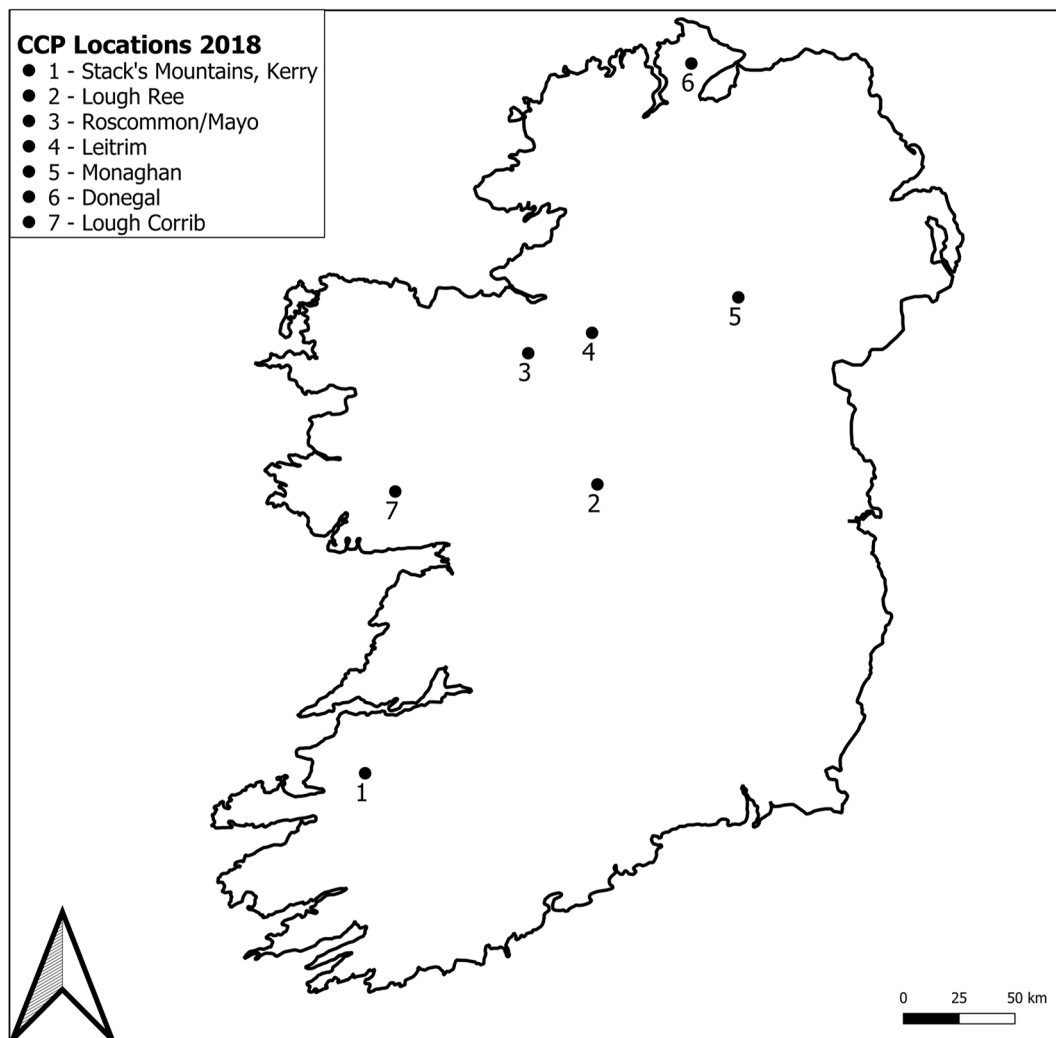 CCP Locations 2018
1 - Stack's Mountains, Kerry
2 - Lough Ree
3 - Roscommon/Mayo
4 - Leitrim
5 - Monaghan
6 - Donegal
7 - Lough Corrib
6
5
4
3
2
7
1
0 25 50 km